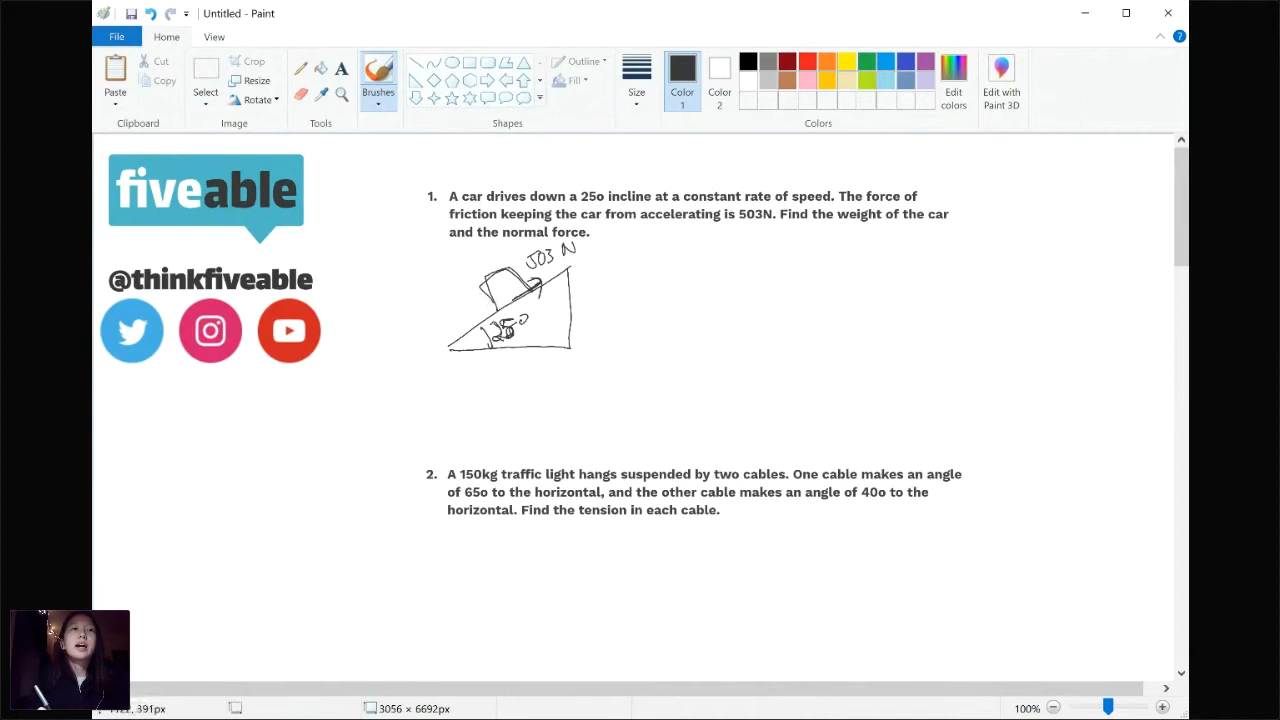 Untitled - Paint
File
Home
View
Paste
Cut
Copy
Clipboard
Select
Crop
Resize
Rotate
Image
Tools
Brushes
Shapes
Outline
Fill
Size
Color
1
Color
2
Colors
Edit
colors
Edit with
Paint 3D
fiveable
@thinkfiveable
1. A car drives down a 25o incline at a constant rate of speed. The force of
friction keeping the car from accelerating is 503N. Find the weight of the car
and the normal force.
503 N
25°
2. A 150kg traffic light hangs suspended by two cables. One cable makes an angle
of 65o to the horizontal, and the other cable makes an angle of 40o to the
horizontal. Find the tension in each cable.
391px
3056 × 6692px
100%